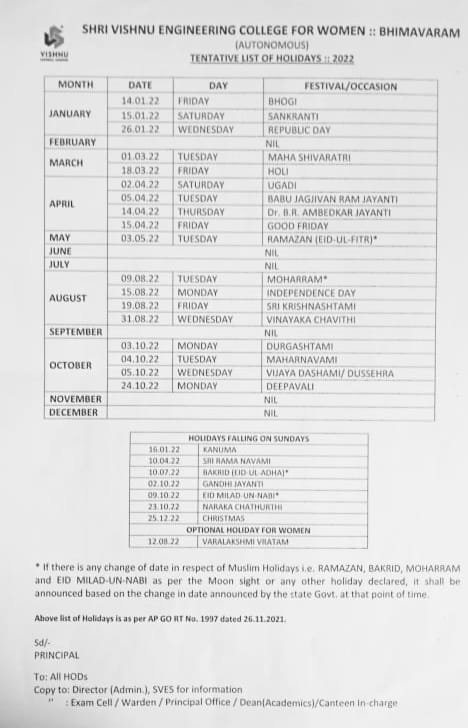 SHRI VISHNU ENGINEERING COLLEGE FOR WOMEN :: BHIMAVARAM
(AUTONOMOUS)
VISHNU
TENTATIVE LIST OF HOLIDAYS :: 2022
MONTH DATE DAY FESTIVAL/OCCASION
JANUARY
14.01.22 FRIDAY BHOGI
15.01.22 SATURDAY SANKRANTI
26.01.22 WEDNESDAY REPUBLIC DAY
FEBRUARY NIL
MARCH
01.03.22 TUESDAY MAHA SHIVARATRI
18.03.22 FRIDAY HOLI
APRIL
02.04.22 SATURDAY UGADI
05.04.22 TUESDAY BABU JAGJIVAN RAM JAYANTI
14.04.22 THURSDAY Dr. B.R. AMBEDKAR JAYANTI
15.04.22 FRIDAY GOOD FRIDAY
MAY 03.05.22 TUESDAY RAMAZAN (EID-UL-FITR)*
JUNE NIL
JULY NIL
AUGUST
09.08.22 TUESDAY MOHARRAM*
15.08.22 MONDAY INDEPENDENCE DAY
19.08.22 FRIDAY SRI KRISHNASHTAMI
31.08.22 WEDNESDAY VINAYAKA CHAVITHI
SEPTEMBER NIL
OCTOBER
03.10.22 MONDAY DURGASHTAMI
04.10.22 TUESDAY MAHARNAVAMI
05.10.22 WEDNESDAY VIJAYA DASHAMI/ DUSSEHRA
24.10.22 MONDAY DEEPAVALI
NOVEMBER NIL
DECEMBER NIL
HOLIDAYS FALLING ON SUNDAYS
16.01.22 KANUMA
10.04.22 SRI RAMA NAVAMI
10.07.22 BAKRID (EID-UL-ADHA)*
02.10.22 GANDHI JAYANTI
09.10.22 EID MILAD-UN-NABI*
23.10.22 NARAKA CHATHURTHI
25.12.22 CHRISTMAS
OPTIONAL HOLIDAY FOR WOMEN
12.08.22 VARALAKSHMI VRATAM
* If there is any change of date in respect of Muslim Holidays i.e. RAMAZAN, BAKRID, MOHARRAM
and EID MILAD-UN-NABI as per the Moon sight or any other holiday declared, it shall be
announced based on the change in date announced by the state Govt. at that point of time.
Above list of Holidays is as per AP GO RT No. 1997 dated 26.11.2021.
Sd/-
PRINCIPAL
To: All HODs
Copy to: Director (Admin.), SVES for information
" : Exam Cell / Warden / Principal Office / Dean(Academics)/Canteen In-charge